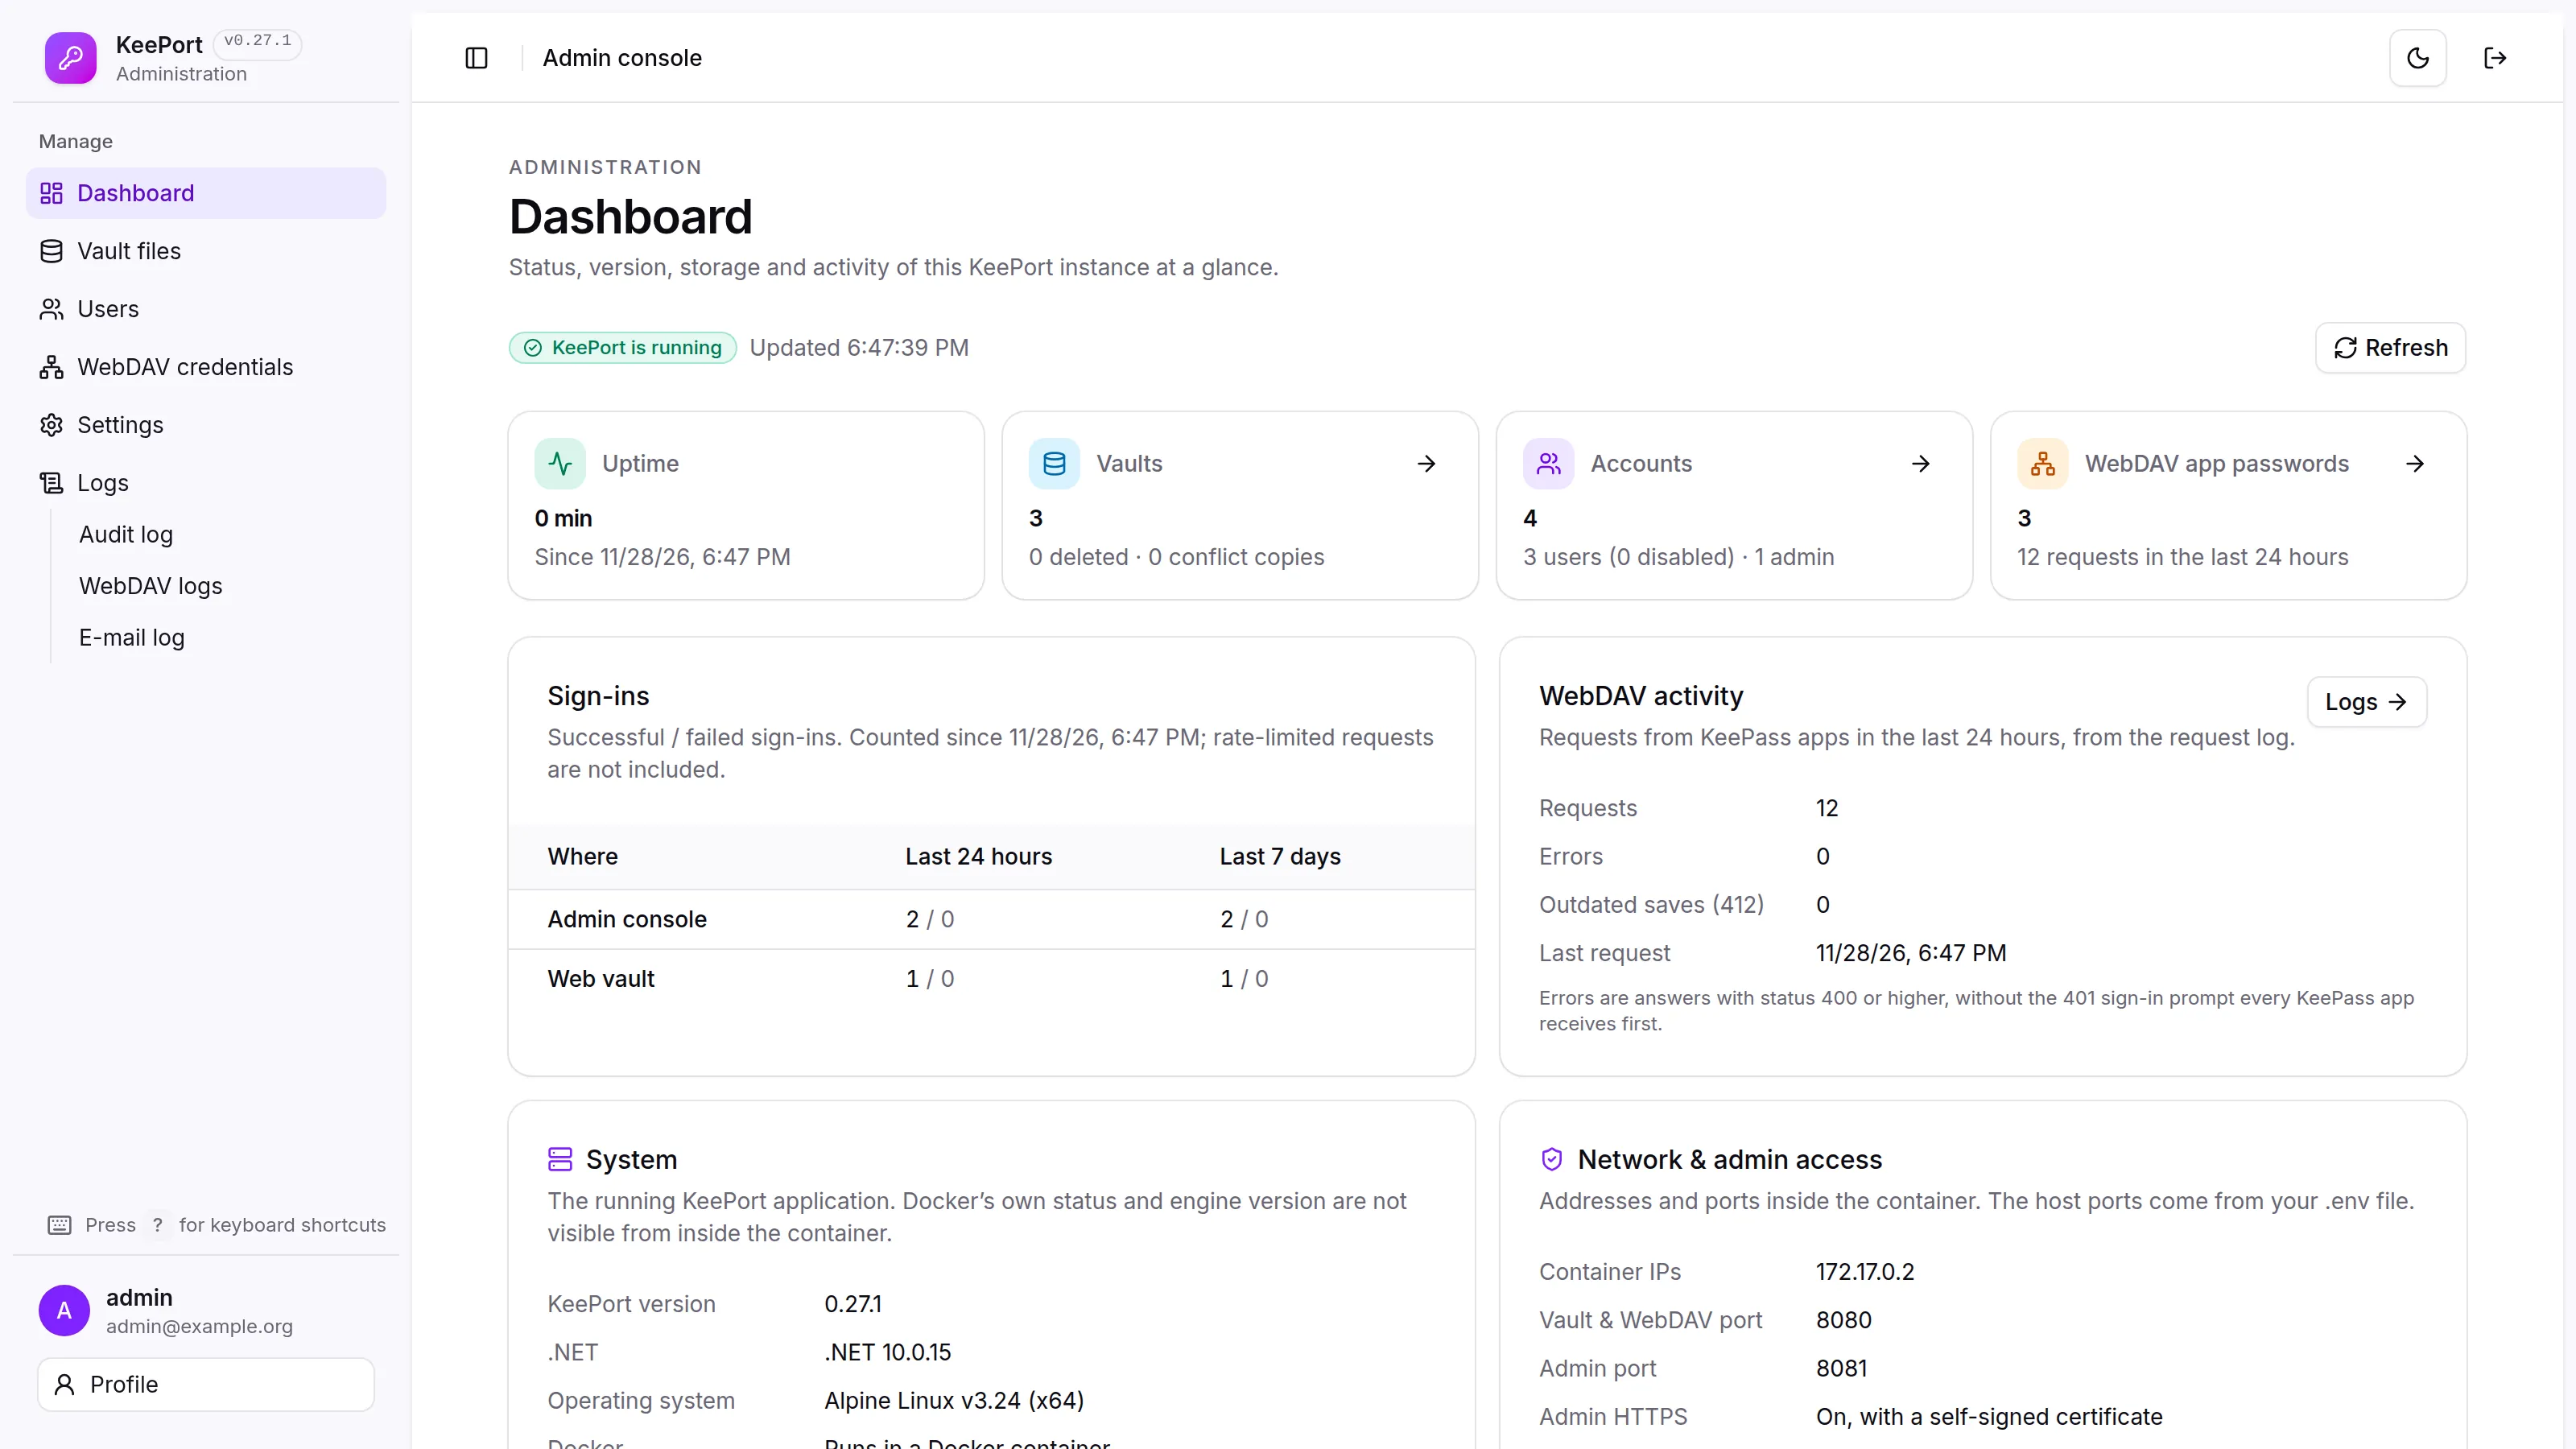 KeePort v0.27.1
Administration
Manage
Dashboard
Vault files
Users
WebDAV credentials
Settings
Logs
Audit log
WebDAV logs
E-mail log
Press ? for keyboard shortcuts
A
admin
admin@example.org
Profile
Admin console
ADMINISTRATION
Dashboard
Status, version, storage and activity of this KeePort instance at a glance.
KeePort is running Updated 6:47:39 PM
Refresh
Uptime
0 min
Since 11/28/26, 6:47 PM
Vaults
3
0 deleted · 0 conflict copies
Accounts
4
3 users (0 disabled) · 1 admin
WebDAV app passwords
3
12 requests in the last 24 hours
Sign-ins
Successful / failed sign-ins. Counted since 11/28/26, 6:47 PM; rate-limited requests
are not included.
Where Last 24 hours Last 7 days
Admin console 2 / 0 2 / 0
Web vault 1 / 0 1 / 0
WebDAV activity
Logs
Requests from KeePass apps in the last 24 hours, from the request log.
Requests 12
Errors 0
Outdated saves (412) 0
Last request 11/28/26, 6:47 PM
Errors are answers with status 400 or higher, without the 401 sign-in prompt every KeePass app
receives first.
System
The running KeePort application. Docker’s own status and engine version are not
visible from inside the container.
KeePort version 0.27.1
.NET .NET 10.0.15
Operating system Alpine Linux v3.24 (x64)
Docker Runs in a Docker container
Network & admin access
Addresses and ports inside the container. The host ports come from your .env file.
Container IPs 172.17.0.2
Vault & WebDAV port 8080
Admin port 8081
Admin HTTPS On, with a self-signed certificate